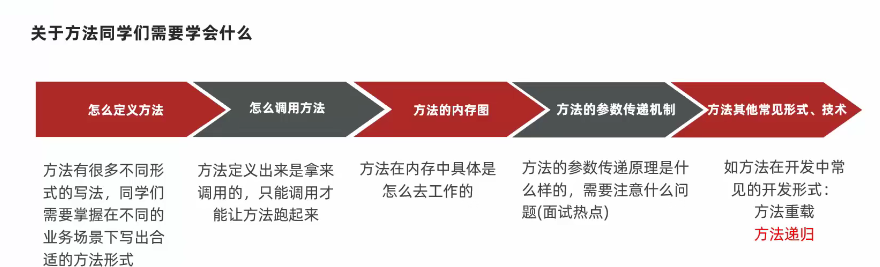 关于方法同学们需要学会什么
怎么定义方法
怎么调用方法
方法的内存图
方法的参数传递机制
方法其他常见形式、技术
方法有很多不同形
式的写法，同学们
需要掌握在不同的
业务场景下写出合
适的方法形式
方法定义出来是拿来
调用的，只能调用才
能让方法跑起来
方法在内存中具体是
怎么去工作的
方法的参数传递原理是什
么样的，需要注意什么问
题(面试热点)
如方法在开发中常
见的开发形式：
方法重载
方法递归